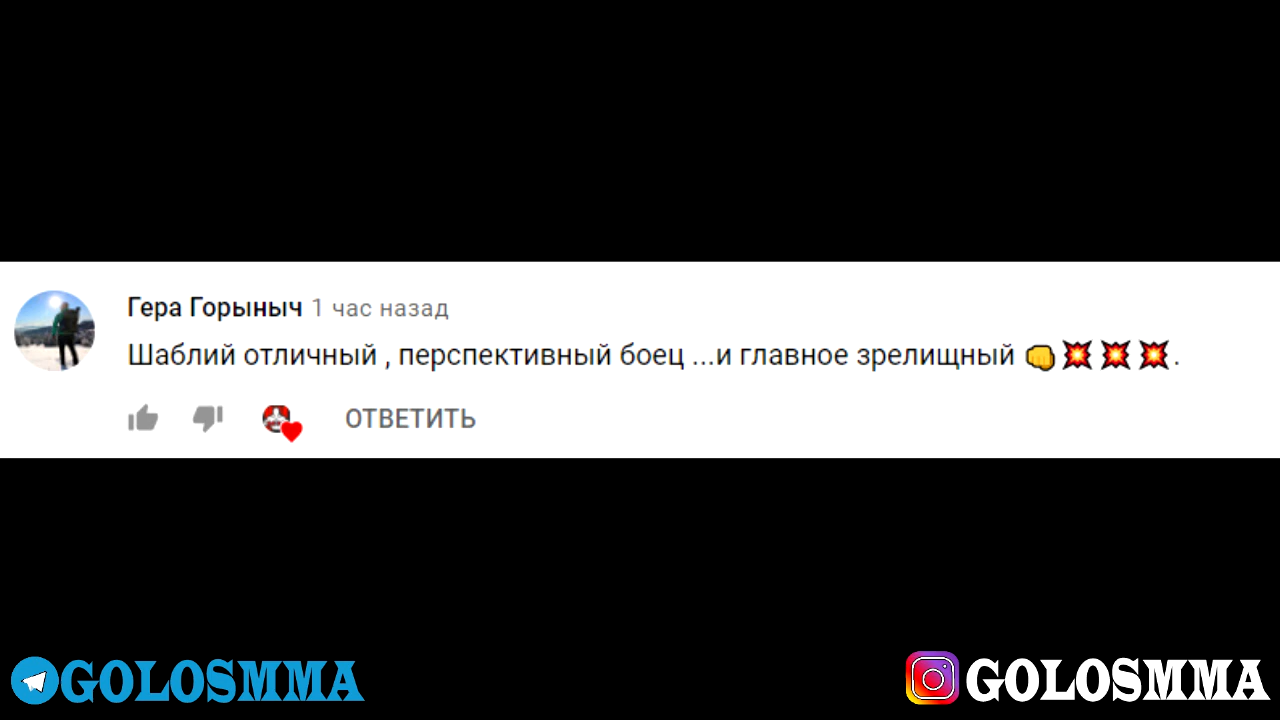 Гера Горыныч 1 час назад
Шаблий отличный , перспективный боец ...и главное зрелищный 👊💥💥💥.
ОТВЕТИТЬ
GOLOSMMA GOLOSMMA